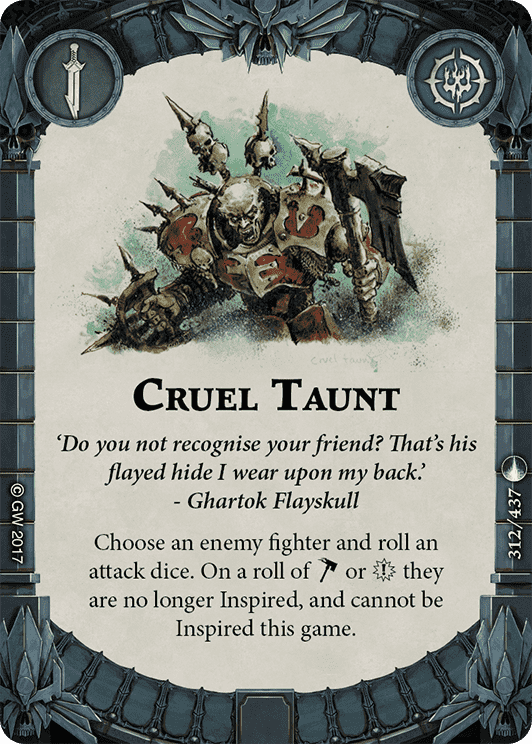 cruel taunt
CRUEL TAUNT
‘Do you not recognise your friend? That’s his
flayed hide I wear upon my back.’
- Ghartok Flayskull
Choose an enemy fighter and roll an
attack dice. On a roll of or they
are no longer Inspired, and cannot be
Inspired this game.
© GW 2017
312/437